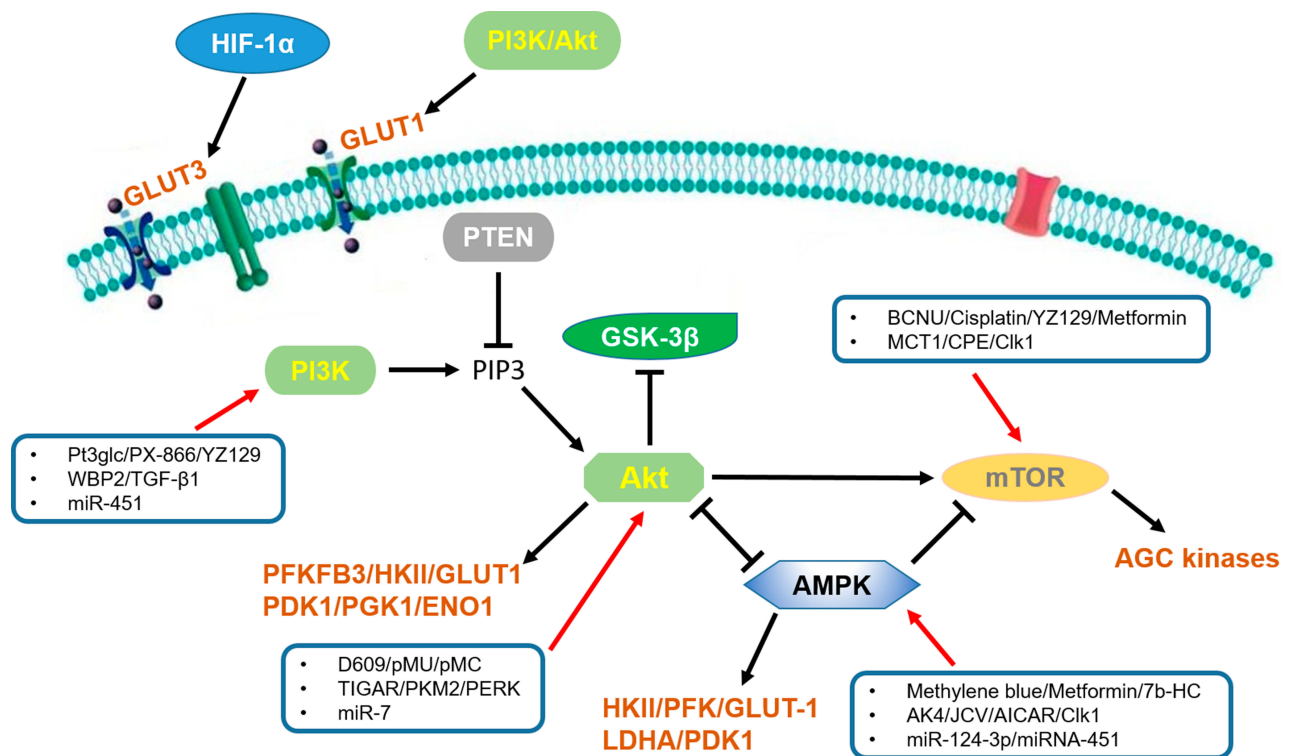 HIF-1α
PI3K/Akt
GLUT3
GLUT1
PTEN
GSK-3β
• BCNU/Cisplatin/YZ129/Metformin
• MCT1/CPE/Clk1
PI3K
PIP3
• Pt3glc/PX-866/YZ129
• WBP2/TGF-β1
• miR-451
Akt
mTOR
AGC kinases
PFKFB3/HKII/GLUT1
PDK1/PGK1/ENO1
AMPK
• D609/pMU/pMC
• TIGAR/PKM2/PERK
• miR-7
HKII/PFK/GLUT-1
LDHA/PDK1
• Methylene blue/Metformin/7b-HC
• AK4/JCV/AICAR/Clk1
• miR-124-3p/miRNA-451